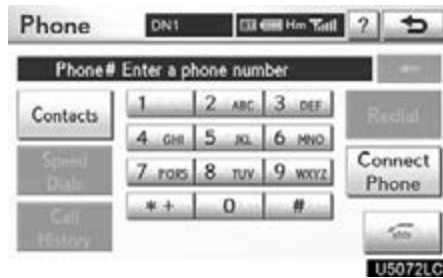 Phone DN1 Hm ?
Phone# Enter a phone number
Contacts 1 2 ABC 3 DEF Redial
4 GHI 5 JKL 6 MNO
Speed Dials 7 PQRS 8 TUV 9 WXYZ Connect Phone
Call History * + 0 #
U5072LC